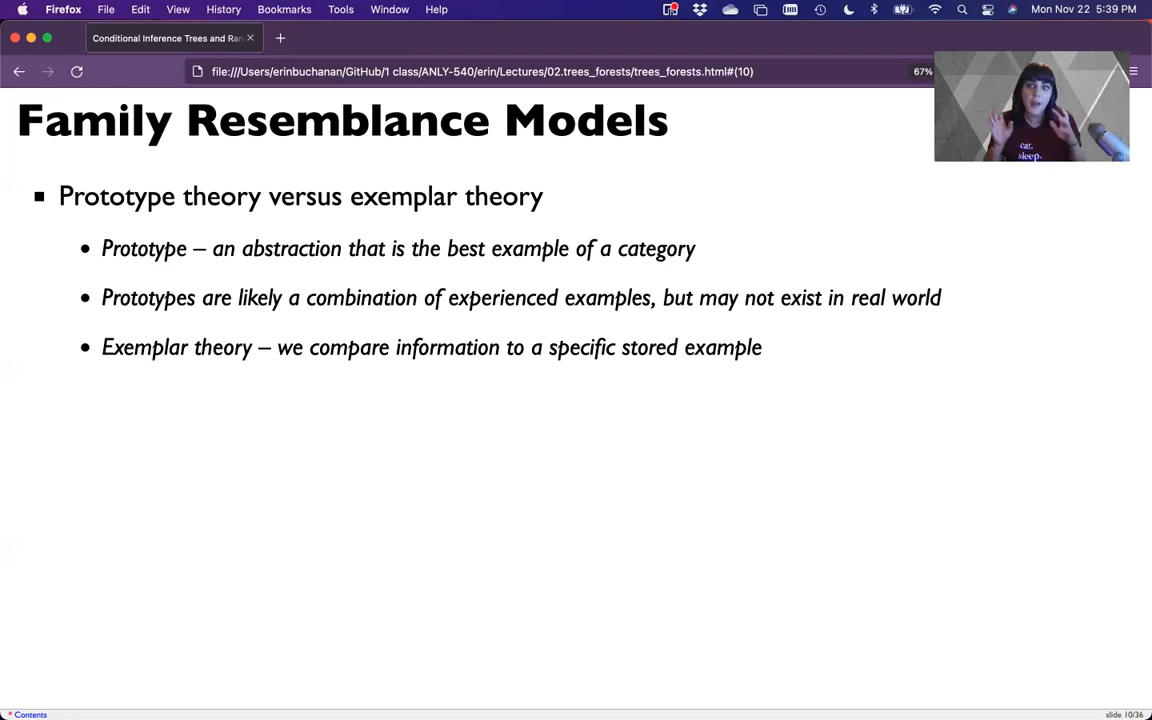 Firefox File Edit View History Bookmarks Tools Window Help Mon Nov 22 5:39 PM
Conditional Inference Trees and Ran
file:///Users/erinbuchanan/GitHub/1 class/ANLY-540/erin/Lectures/02.trees_forests/trees_forests.html#(10) 67%
Family Resemblance Models
cat.
sleep.
Prototype theory versus exemplar theory
Prototype – an abstraction that is the best example of a category
Prototypes are likely a combination of experienced examples, but may not exist in real world
Exemplar theory – we compare information to a specific stored example
* Contents slide 10/36